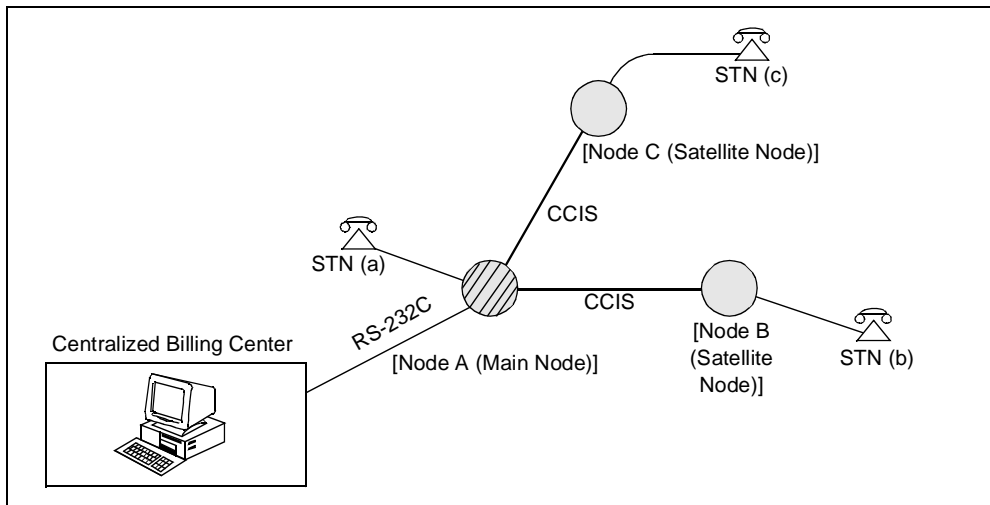 STN (c)
[Node C (Satellite Node)]
CCIS
STN (a)
CCIS
RS-232C
[Node B
(Satellite
Node)]
STN (b)
Centralized Billing Center
[Node A (Main Node)]